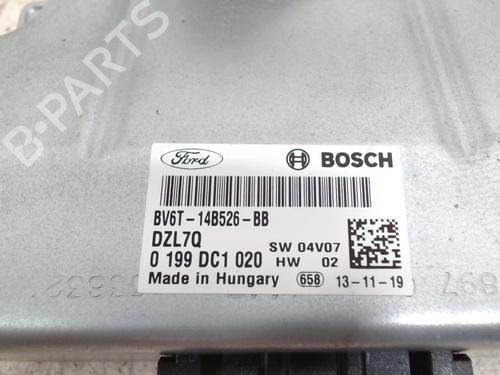 B-PARTS
Ford BOSCH
BV6T-14B526-BB
DZL7Q
0 199 DC1 020 SW 04V07
HW 02
Made in Hungary 658 13-11-19